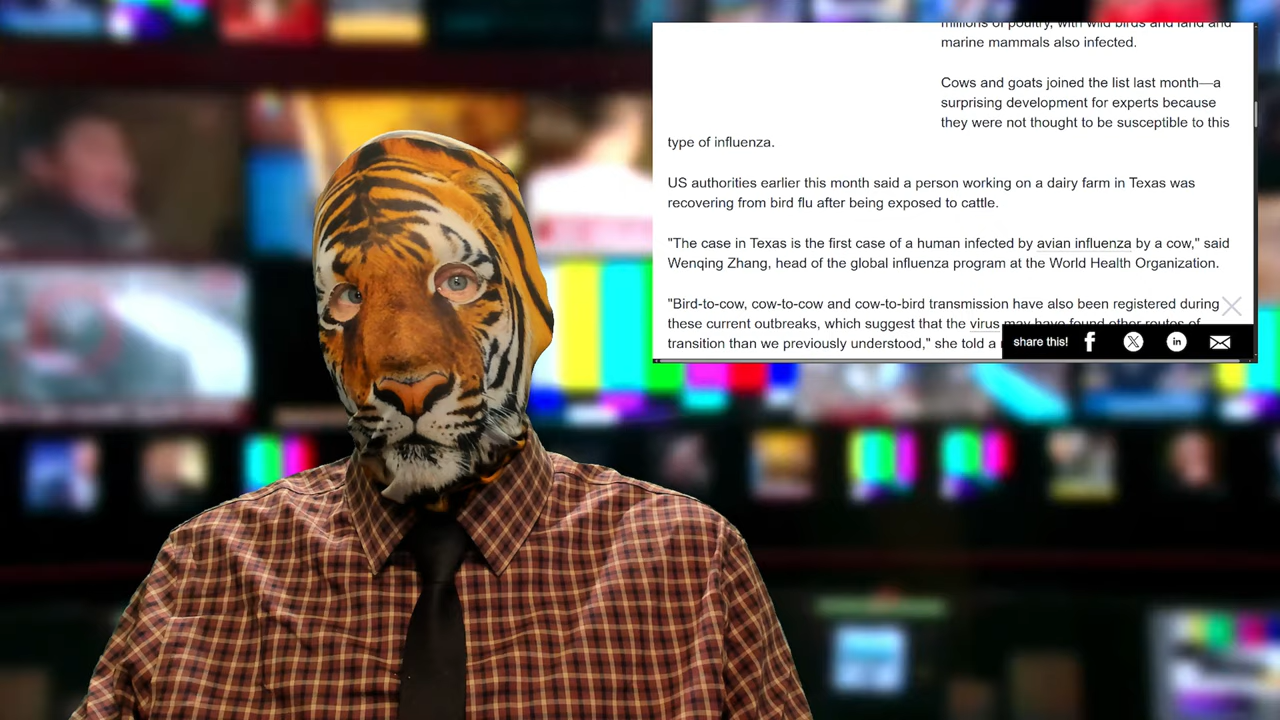 millions of poultry, with wild birds and land and
marine mammals also infected.
Cows and goats joined the list last month—a
surprising development for experts because
they were not thought to be susceptible to this
type of influenza.
US authorities earlier this month said a person working on a dairy farm in Texas was
recovering from bird flu after being exposed to cattle.
"The case in Texas is the first case of a human infected by avian influenza by a cow," said
Wenqing Zhang, head of the global influenza program at the World Health Organization.
"Bird-to-cow, cow-to-cow and cow-to-bird transmission have also been registered during
these current outbreaks, which suggest that the virus may have found other routes of
transition than we previously understood," she told a
share this!